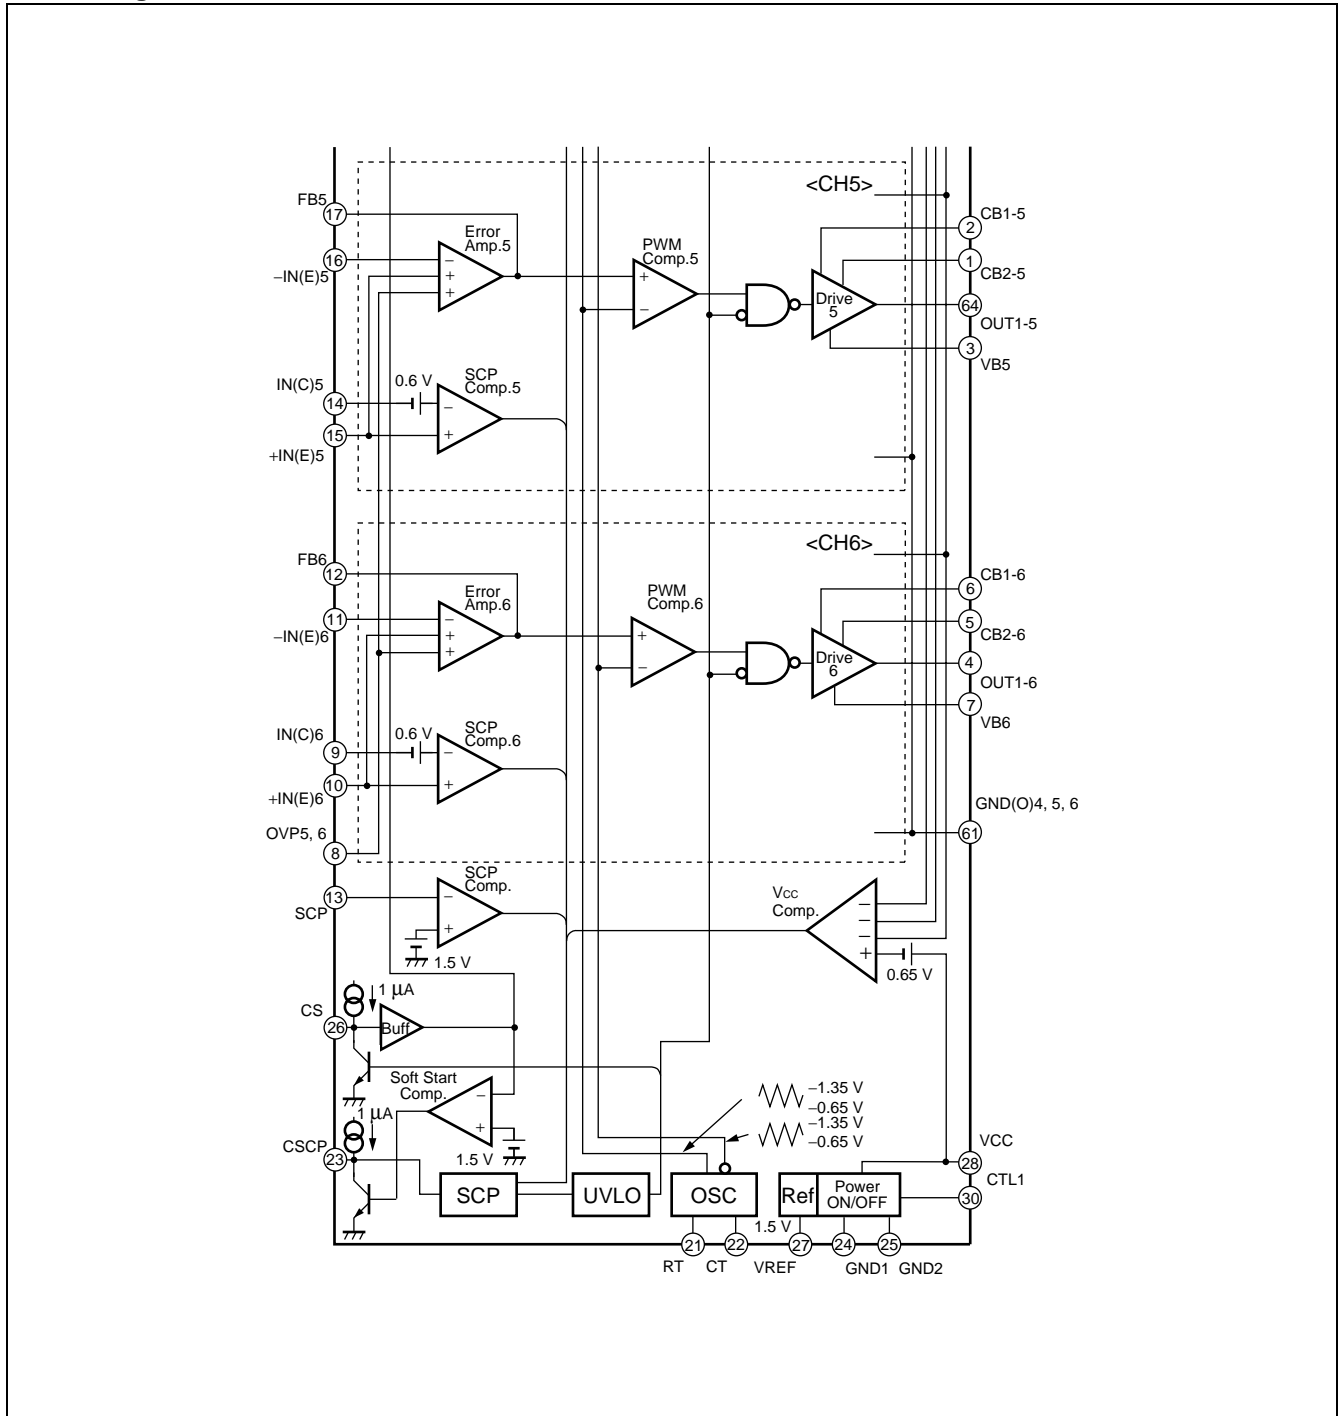 <CH5>
FB5
17
CB1-5
2
Error
Amp.5
PWM
Comp.5
16
−IN(E)5
−
+
+
+
−
1
CB2-5
Drive
5
64
OUT1-5
3
VB5
IN(C)5
0.6 V
SCP
Comp.5
14
−
15
+
+IN(E)5
<CH6>
FB6
12
CB1-6
6
Error
Amp.6
PWM
Comp.6
11
−IN(E)6
−
+
+
+
−
5
CB2-6
Drive
6
4
OUT1-6
7
VB6
IN(C)6
0.6 V
SCP
Comp.6
9
−
10
+
+IN(E)6
GND(O)4, 5, 6
OVP5, 6
61
8
SCP
Comp.
13
−
SCP
+
1.5 V
VCC
Comp.
−
−
−
+
0.65 V
1 µA
CS
26
Buff
Soft Start
Comp.
−
+
1.5 V
−1.35 V
−0.65 V
−1.35 V
−0.65 V
1 µA
CSCP
23
VCC
28
CTL1
30
SCP
UVLO
OSC
Ref
Power
ON/OFF
1.5 V
21
22
27
24
25
RT
CT
VREF
GND1
GND2